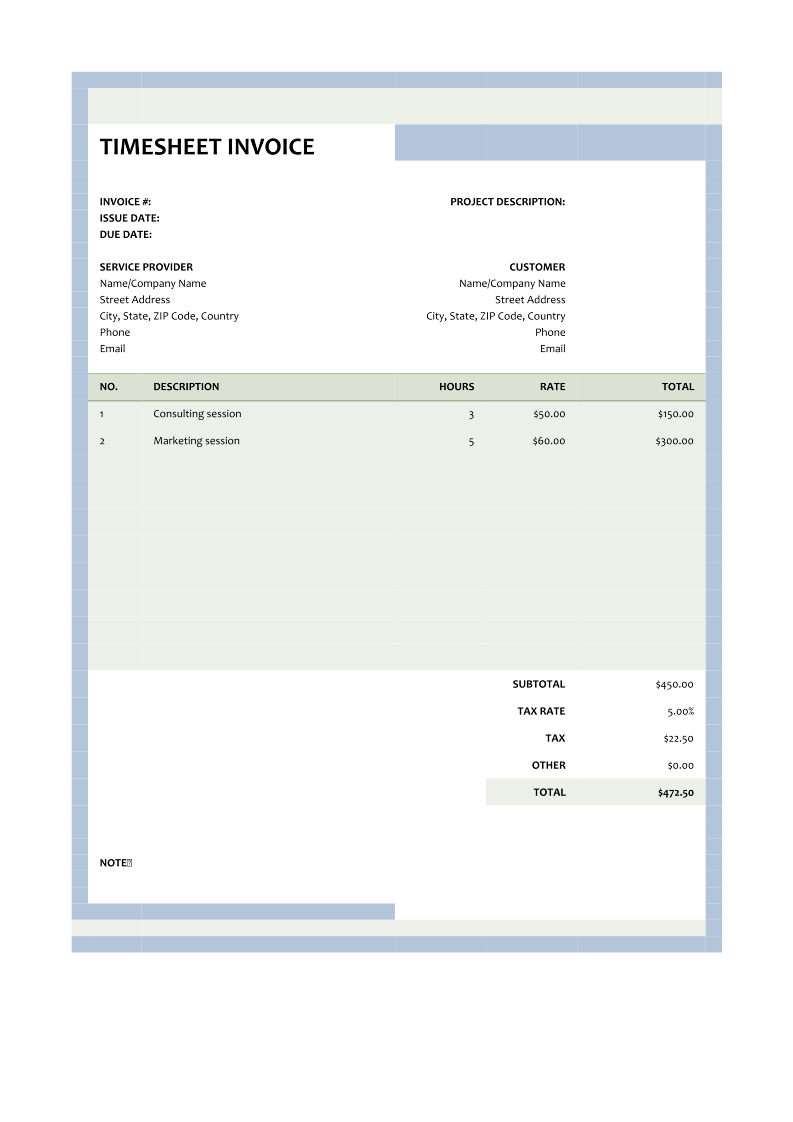 TIMESHEET INVOICE
INVOICE #: PROJECT DESCRIPTION:
ISSUE DATE:
DUE DATE:
SERVICE PROVIDER CUSTOMER
Name/Company Name Name/Company Name
Street Address Street Address
City, State, ZIP Code, Country City, State, ZIP Code, Country
Phone Phone
Email Email
NO. DESCRIPTION HOURS RATE TOTAL
1 Consulting session 3 $50.00 $150.00
2 Marketing session 5 $60.00 $300.00
SUBTOTAL $450.00
TAX RATE 5.00%
TAX $22.50
OTHER $0.00
TOTAL $472.50
NOTE